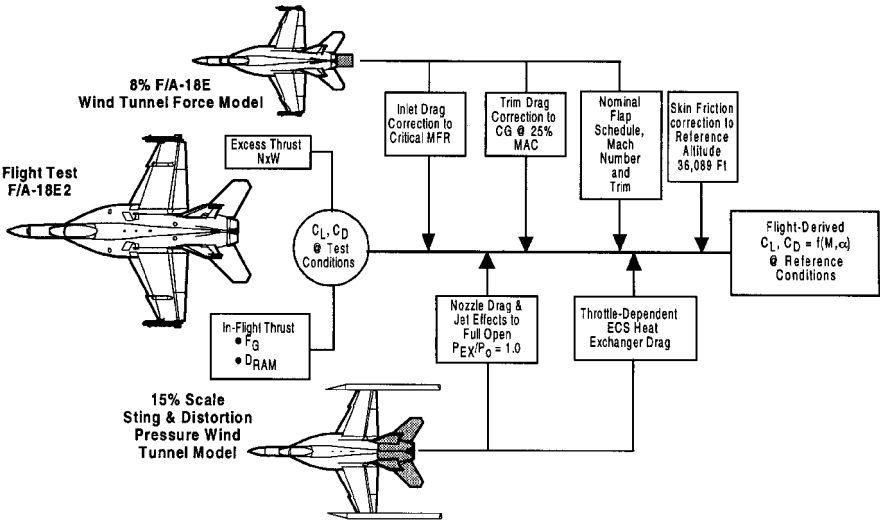 8% F/A-18E
Wind Tunnel Force Model
Inlet Drag
Correction to
Critical MFR
Trim Drag
Correction to
CG @ 25%
MAC
Nominal
Flap
Schedule,
Mach
Number
and
Trim
Skin Friction
correction to
Reference
Altitude
36,089 Ft
Flight Test
F/A-18E2
Excess Thrust
NxW
CL, CD
@ Test
Conditions
Flight-Derived
CL, CD = f(M,α)
@ Reference
Conditions
In-Flight Thrust
● FG
● DRAM
Nozzle Drag &
Jet Effects to
Full Open
PEX/Po = 1.0
Throttle-Dependent
ECS Heat
Exchanger Drag
15% Scale
Sting & Distortion
Pressure Wind
Tunnel Model